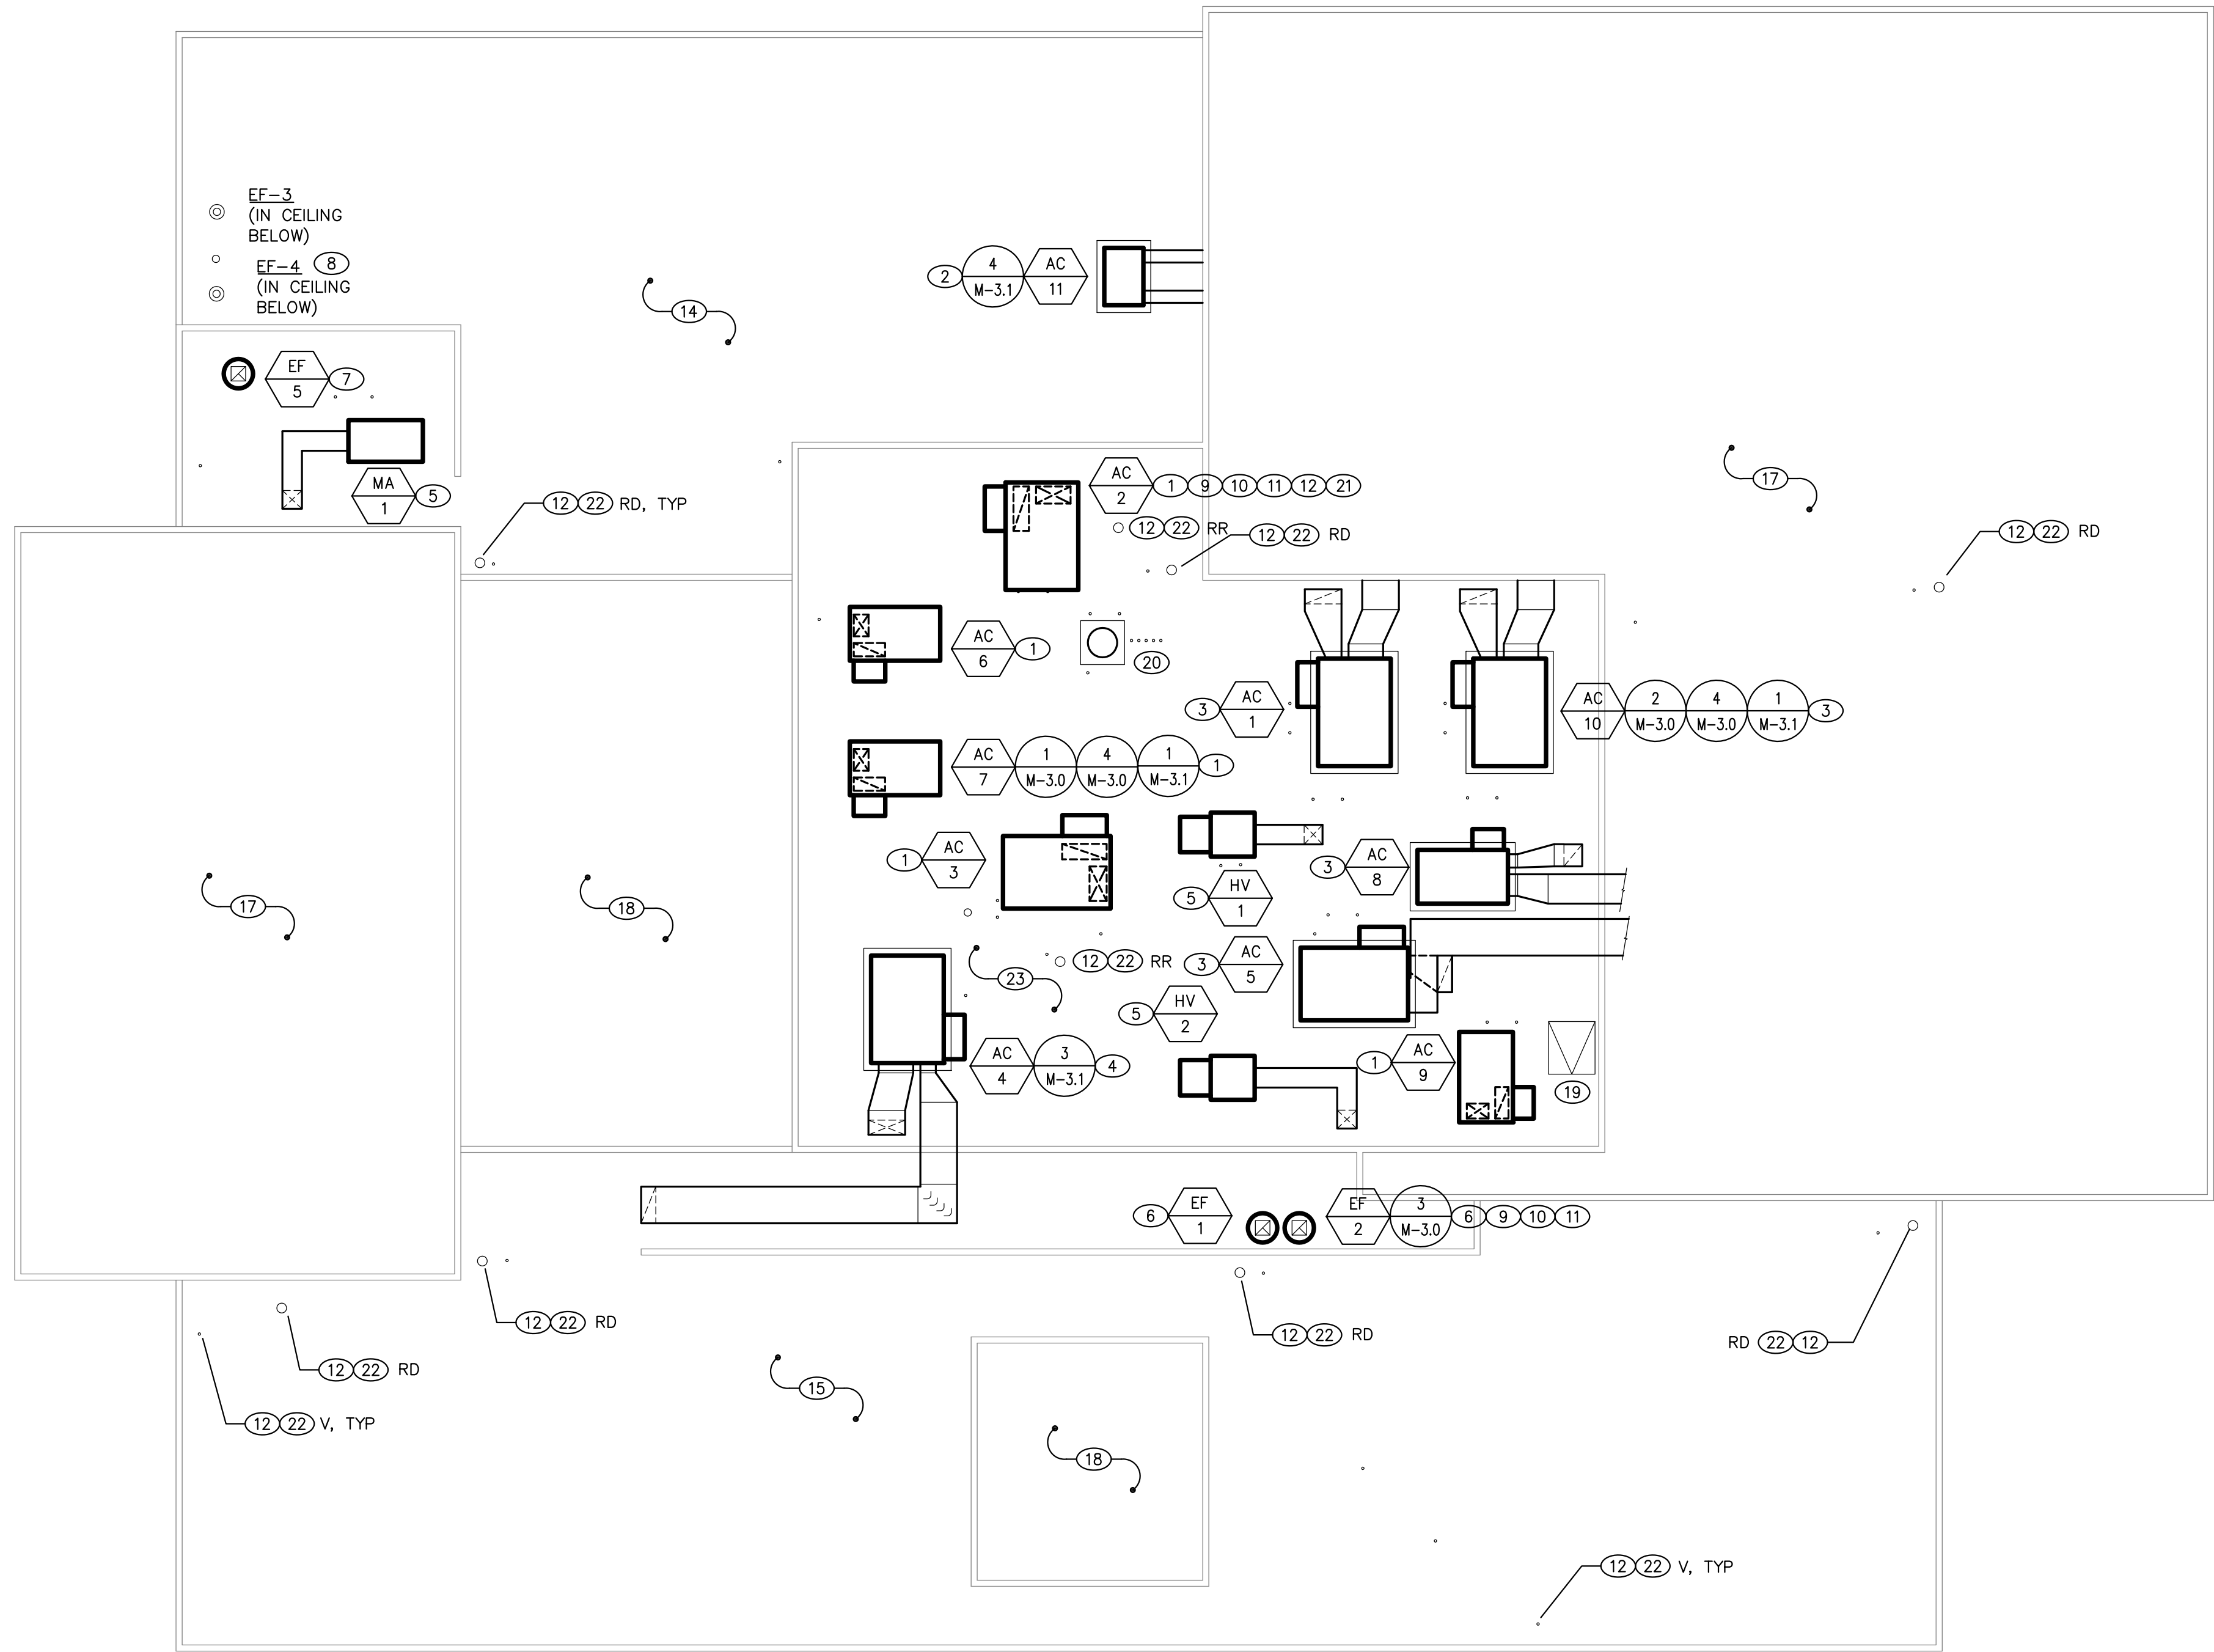 EF-3
(IN CEILING
BELOW)
EF-4 8
(IN CEILING
BELOW)
2 4 M-3.1 AC 11
14
EF 5 7
MA 1 5
12 22 RD, TYP
AC 2 1 9 10 11 12 21
12 22 RR
12 22 RD
17
12 22 RD
AC 6 1
20
3 AC 1
AC 10 2 M-3.0 4 M-3.0 1 M-3.1 3
AC 7 1 M-3.0 4 M-3.0 1 M-3.1 1
1 AC 3
3 AC 8
5 HV 1
17
18
12 22 RR
3 AC 5
23
5 HV 2
AC 4 3 M-3.1 4
1 AC 9
19
6 EF 1
EF 2 3 M-3.0 6 9 10 11
12 22 RD
12 22 RD
RD 22 12
12 22 RD
15
12 22 V, TYP
18
12 22 V, TYP